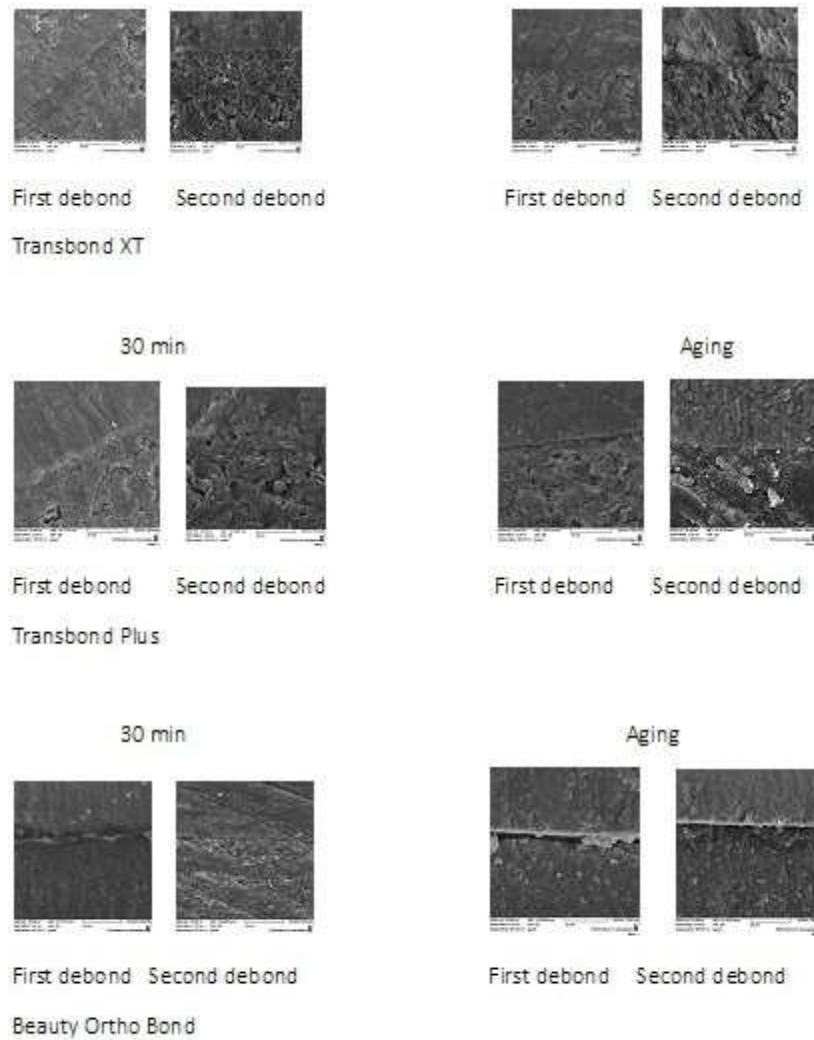 First debond Second debond First debond Second debond
Transbond XT
30 min Aging
First debond Second debond First debond Second debond
Transbond Plus
30 min Aging
First debond Second debond First debond Second debond
Beauty Ortho Bond